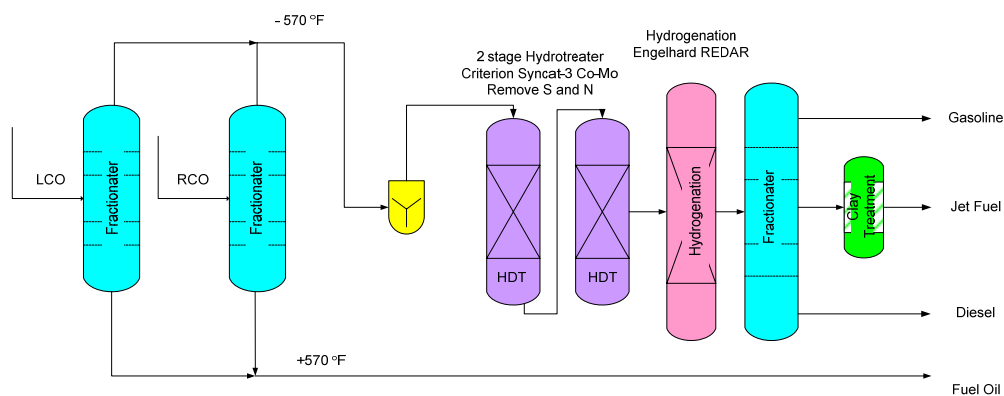 – 570 °F
Hydrogenation
Engelhard REDAR
2 stage Hydrotreater
Criterion Syncat-3 Co-Mo
Remove S and N
Gasoline
LCO
Fractionater
RCO
Fractionater
HDT
HDT
Hydrogenation
Fractionater
Clay
Treatment
Jet Fuel
Diesel
+570 °F
Fuel Oil